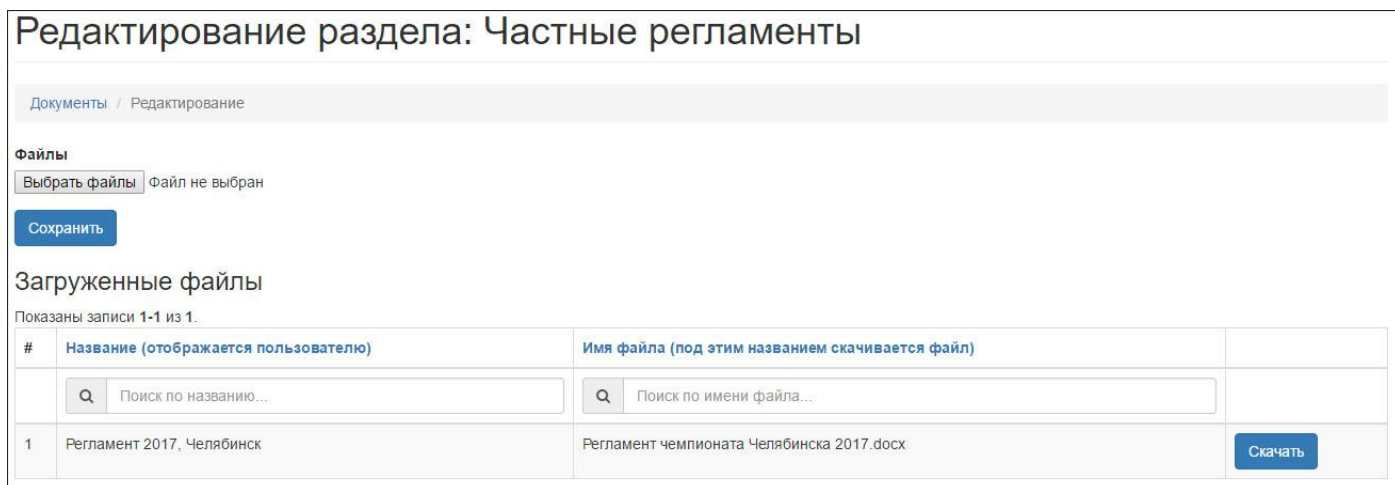 Редактирование раздела: Частные регламенты
Документы / Редактирование
Файлы
Выбрать файлы Файл не выбран
Сохранить
Загруженные файлы
Показаны записи 1-1 из 1.
# Название (отображается пользователю) Имя файла (под этим названием скачивается файл)
Поиск по названию... Поиск по имени файла...
1 Регламент 2017, Челябинск Регламент чемпионата Челябинска 2017.docx Скачать